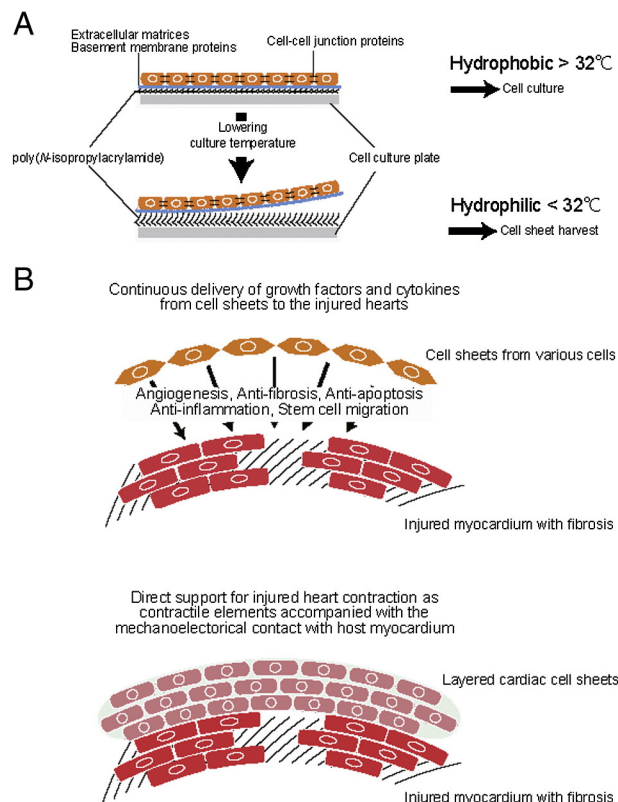 A
Extracellular matrices
Basement membrane proteins
Cell-cell junction proteins
Hydrophobic > 32℃
Cell culture
Lowering
culture temperature
poly(N-isopropylacrylamide)
Cell culture plate
Hydrophilic < 32℃
Cell sheet harvest
B
Continuous delivery of growth factors and cytokines
from cell sheets to the injured hearts
Cell sheets from various cells
Angiogenesis, Anti-fibrosis, Anti-apoptosis
Anti-inflammation, Stem cell migration
Injured myocardium with fibrosis
Direct support for injured heart contraction as
contractile elements accompanied with the
mechanoelectorical contact with host myocardium
Layered cardiac cell sheets
Injured myocardium with fibrosis